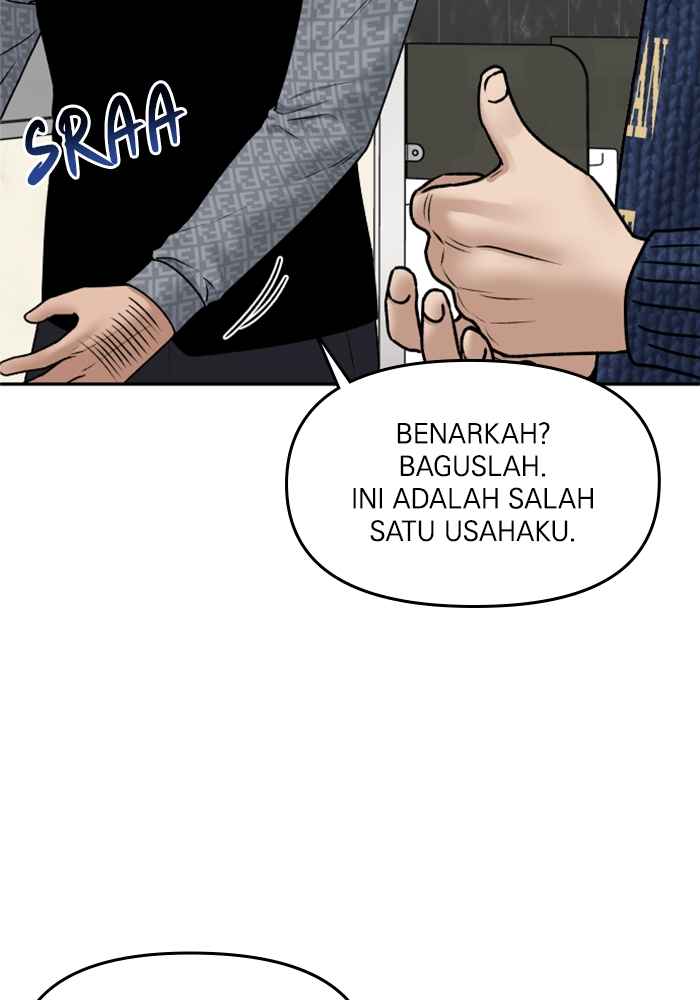 SRAA
BENARKAH?
BAGUSLAH.
INI ADALAH SALAH
SATU USAHAKU.